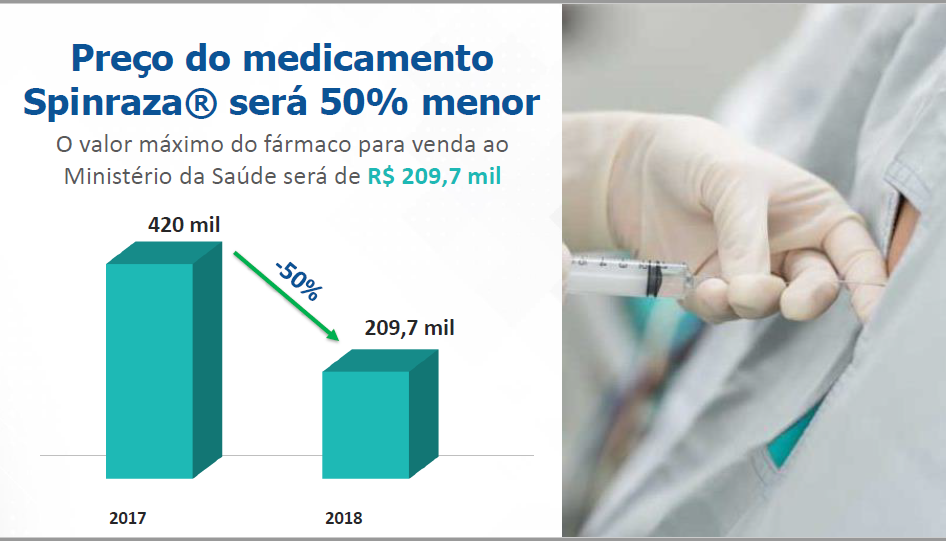 Preço do medicamento
Spinraza® será 50% menor
O valor máximo do fármaco para venda ao
Ministério da Saúde será de R$ 209,7 mil
420 mil
-50%
209,7 mil
2017
2018